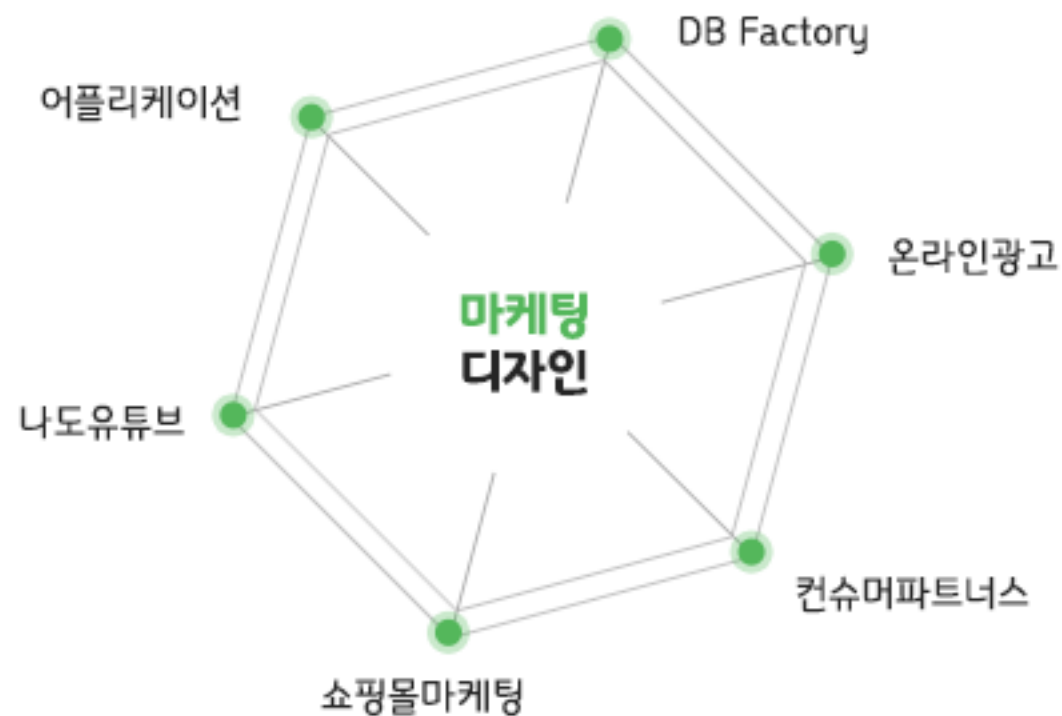 DB Factory
어플리케이션
온라인광고
마케팅
디자인
나도유튜브
컨슈머파트너스
쇼핑몰마케팅